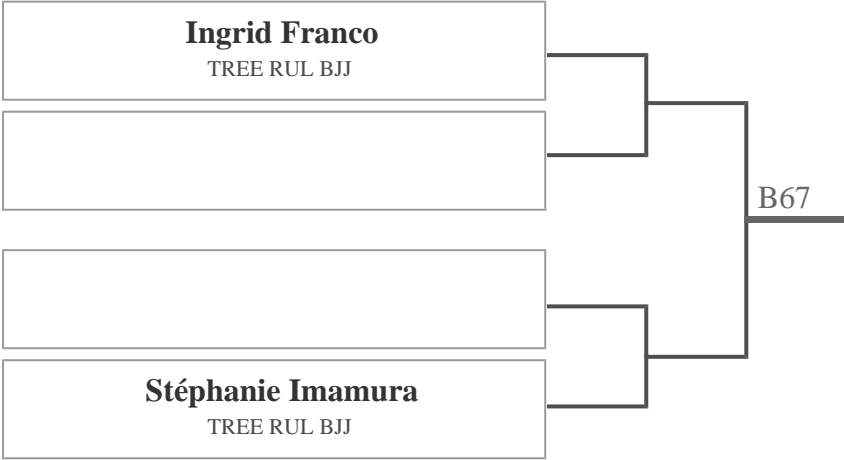 Ingrid Franco
TREE RUL BJJ
B67
Stéphanie Imamura
TREE RUL BJJ